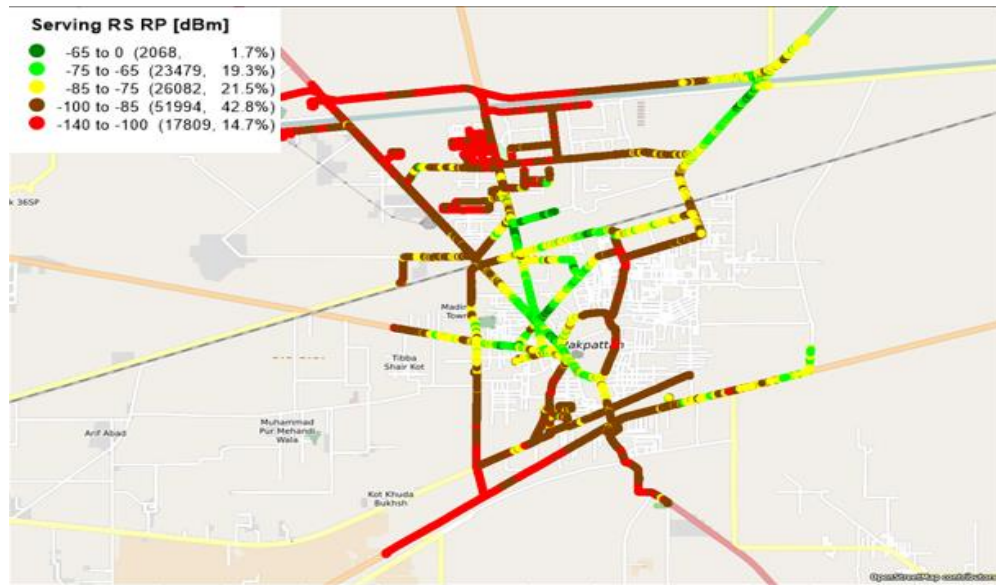 Serving RS RP [dBm]
-65 to 0 (2068, 1.7%)
-75 to -65 (23479, 19.3%)
-85 to -75 (26082, 21.5%)
-100 to -85 (51994, 42.8%)
-140 to -100 (17809, 14.7%)
36SP
Town
Tibba
Shair Kot
Muhammad
Pur Mehandi
Wala
Arif Abad
Kot Khuda
Bukhsh
OpenStreetMap contributors